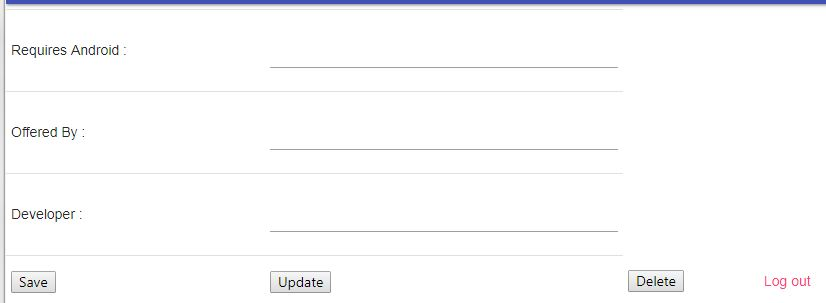 Requires Android :
Offered By :
Developer :
Save Update Delete Log out